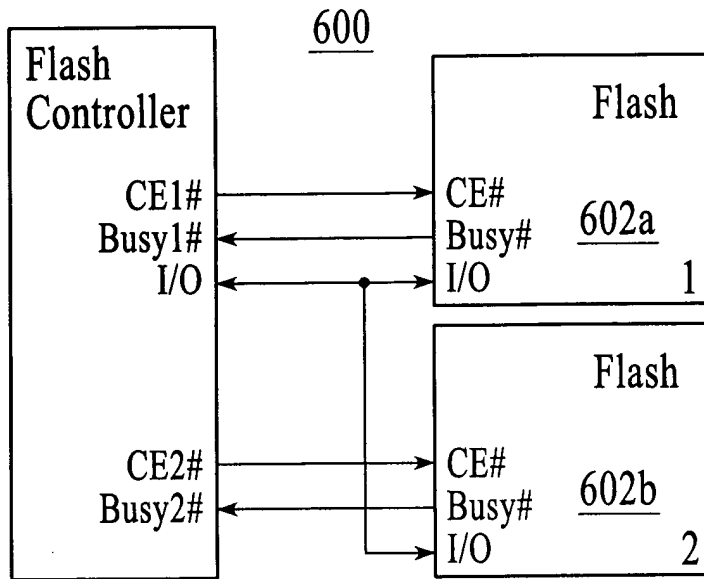 600
Flash
Controller
CE1#
Busy1#
I/O
CE2#
Busy2#
Flash
CE#
Busy#
I/O
602a
1
Flash
CE#
Busy#
I/O
602b
2